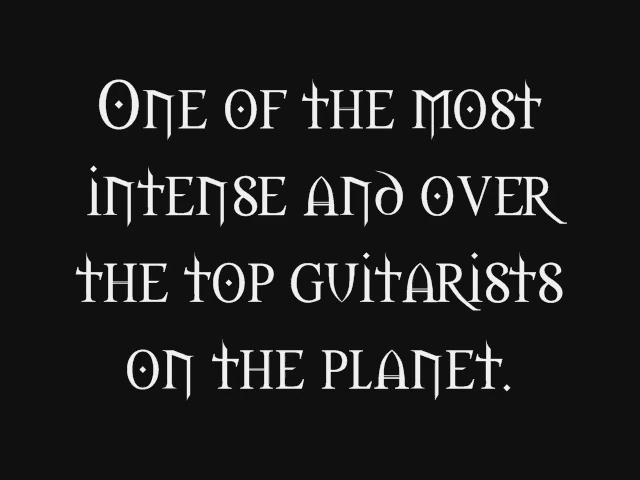 One of the most
intense and over
the top guitarists
on the planet.